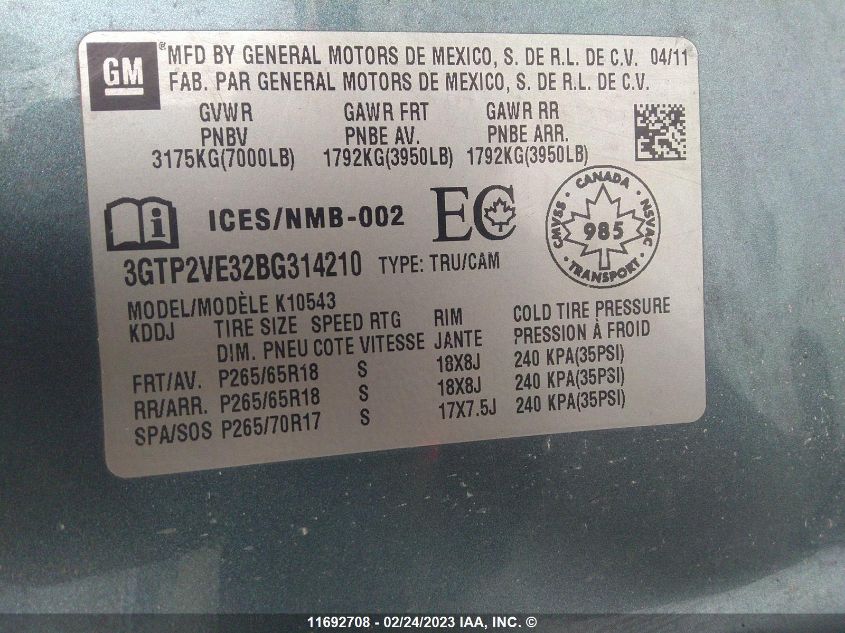 GM ® MFD BY GENERAL MOTORS DE MEXICO, S. DE R.L. DE C.V. 04/11
FAB. PAR GENERAL MOTORS DE MEXICO, S. DE R.L. DE C.V.
GVWR GAWR FRT GAWR RR
PNBV PNBE AV. PNBE ARR.
3175KG(7000LB) 1792KG(3950LB) 1792KG(3950LB)
i ICES/NMB-002 EC CANADA CMVSS 985 NSVAC TRANSPORT
3GTP2VE32BG314210 TYPE: TRU/CAM
MODEL/MODÈLE K10543
KDDJ TIRE SIZE SPEED RTG RIM COLD TIRE PRESSURE
DIM. PNEU COTE VITESSE JANTE PRESSION À FROID
FRT/AV. P265/65R18 S 18X8J 240 KPA(35PSI)
RR/ARR. P265/65R18 S 18X8J 240 KPA(35PSI)
SPA/SOS P265/70R17 S 17X7.5J 240 KPA(35PSI)
11692708 - 02/24/2023 IAA, INC. ©